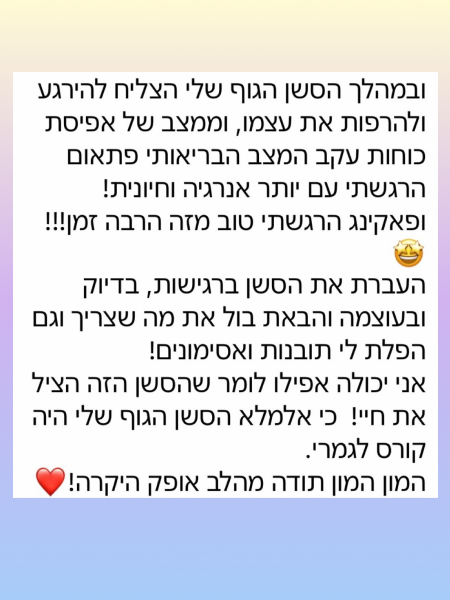 ובמהלך הסשן הגוף שלי הצליח להירגע
ולהרפות את עצמו, וממצב של אפיסת
כוחות עקב המצב הבריאותי פתאום
הרגשתי עם יותר אנרגיה וחיונית!
ופאקינג הרגשתי טוב מזה הרבה זמן!!!
🤩
העברת את הסשן ברגישות, בדיוק
ובעוצמה והבאת בול את מה שצריך וגם
הפלת לי תובנות ואסימונים!
אני יכולה אפילו לומר שהסשן הזה הציל
את חיי! כי אלמלא הסשן הגוף שלי היה
קורס לגמרי.
המון המון תודה מהלב אופק היקרה!❤️